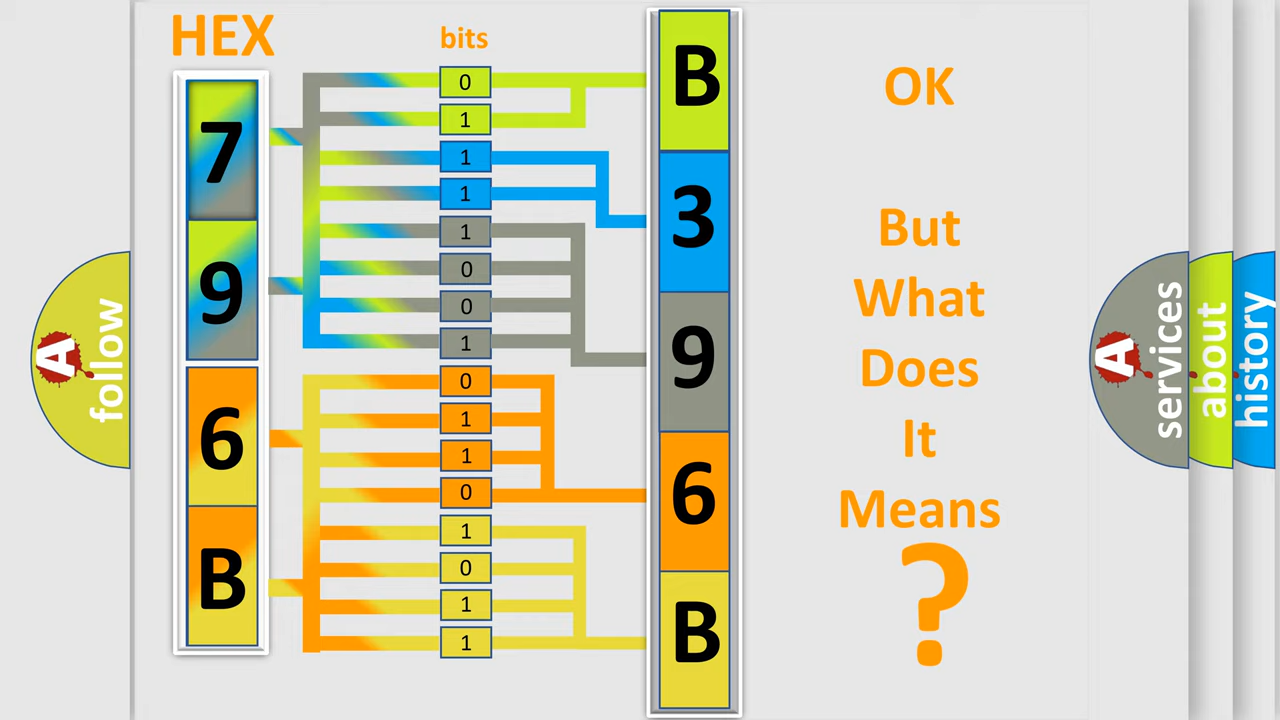 HEX
bits
7
9
6
B
0
1
1
1
1
0
0
1
0
1
1
0
1
0
1
1
B
3
9
6
B
OK
But
What
Does
It
Means
?
A
follow
A
services
about
history